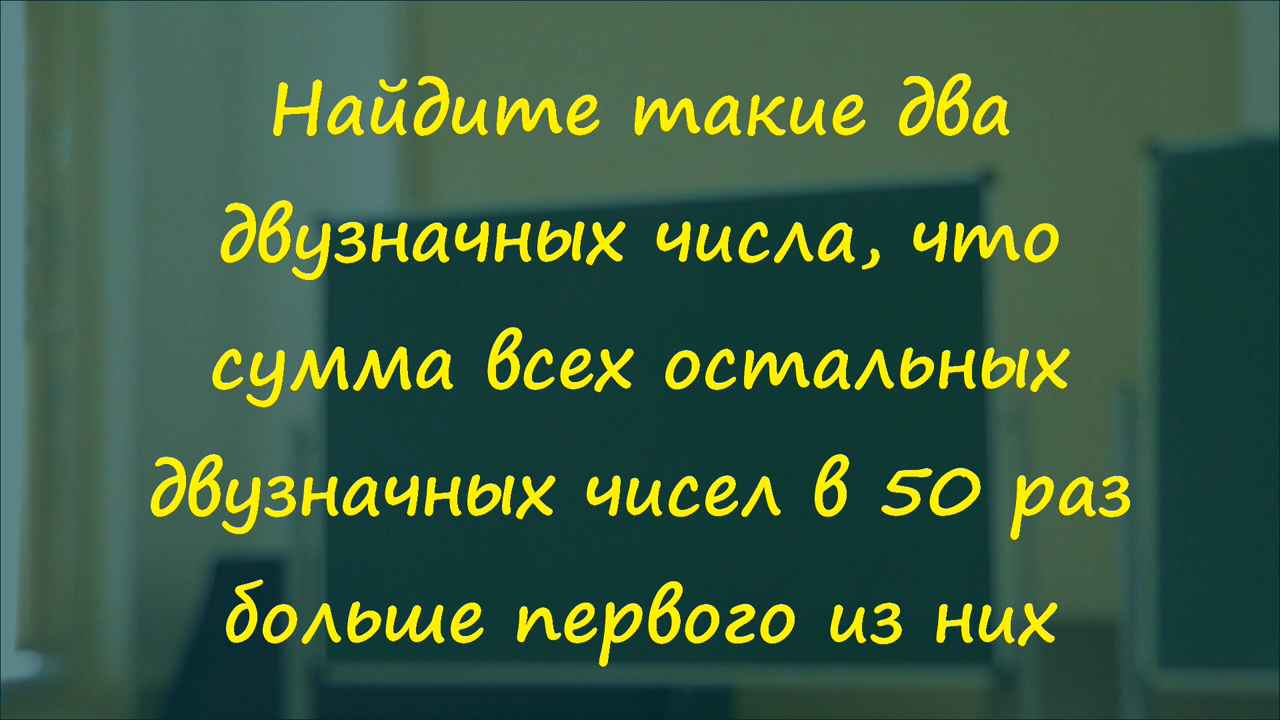 Найдите такие два
двузначных числа, что
сумма всех остальных
двузначных чисел в 50 раз
больше первого из них